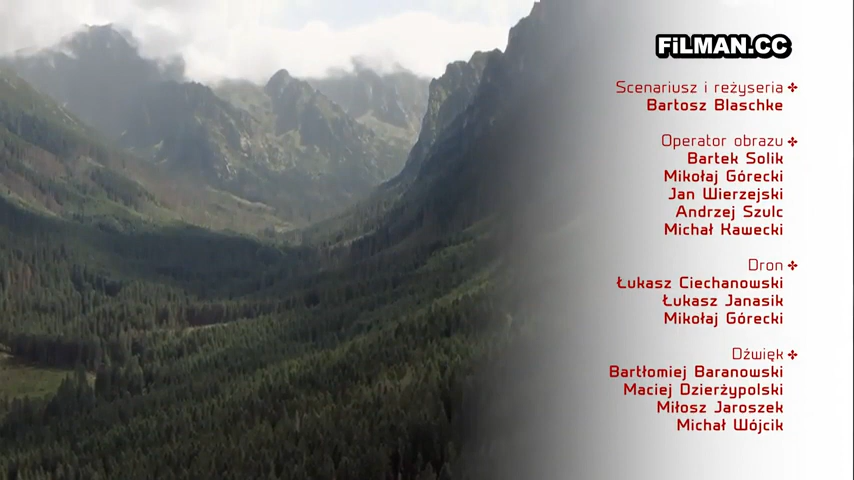 FiLMAN.CC
Scenariusz i reżyseria
Bartosz Blaschke
Operator obrazu
Bartek Solik
Mikołaj Górecki
Jan Wierzejski
Andrzej Szulc
Michał Kawecki
Dron
Łukasz Ciechanowski
Łukasz Janasik
Mikołaj Górecki
Dźwięk
Bartłomiej Baranowski
Maciej Dzierżypolski
Miłosz Jaroszek
Michał Wójcik